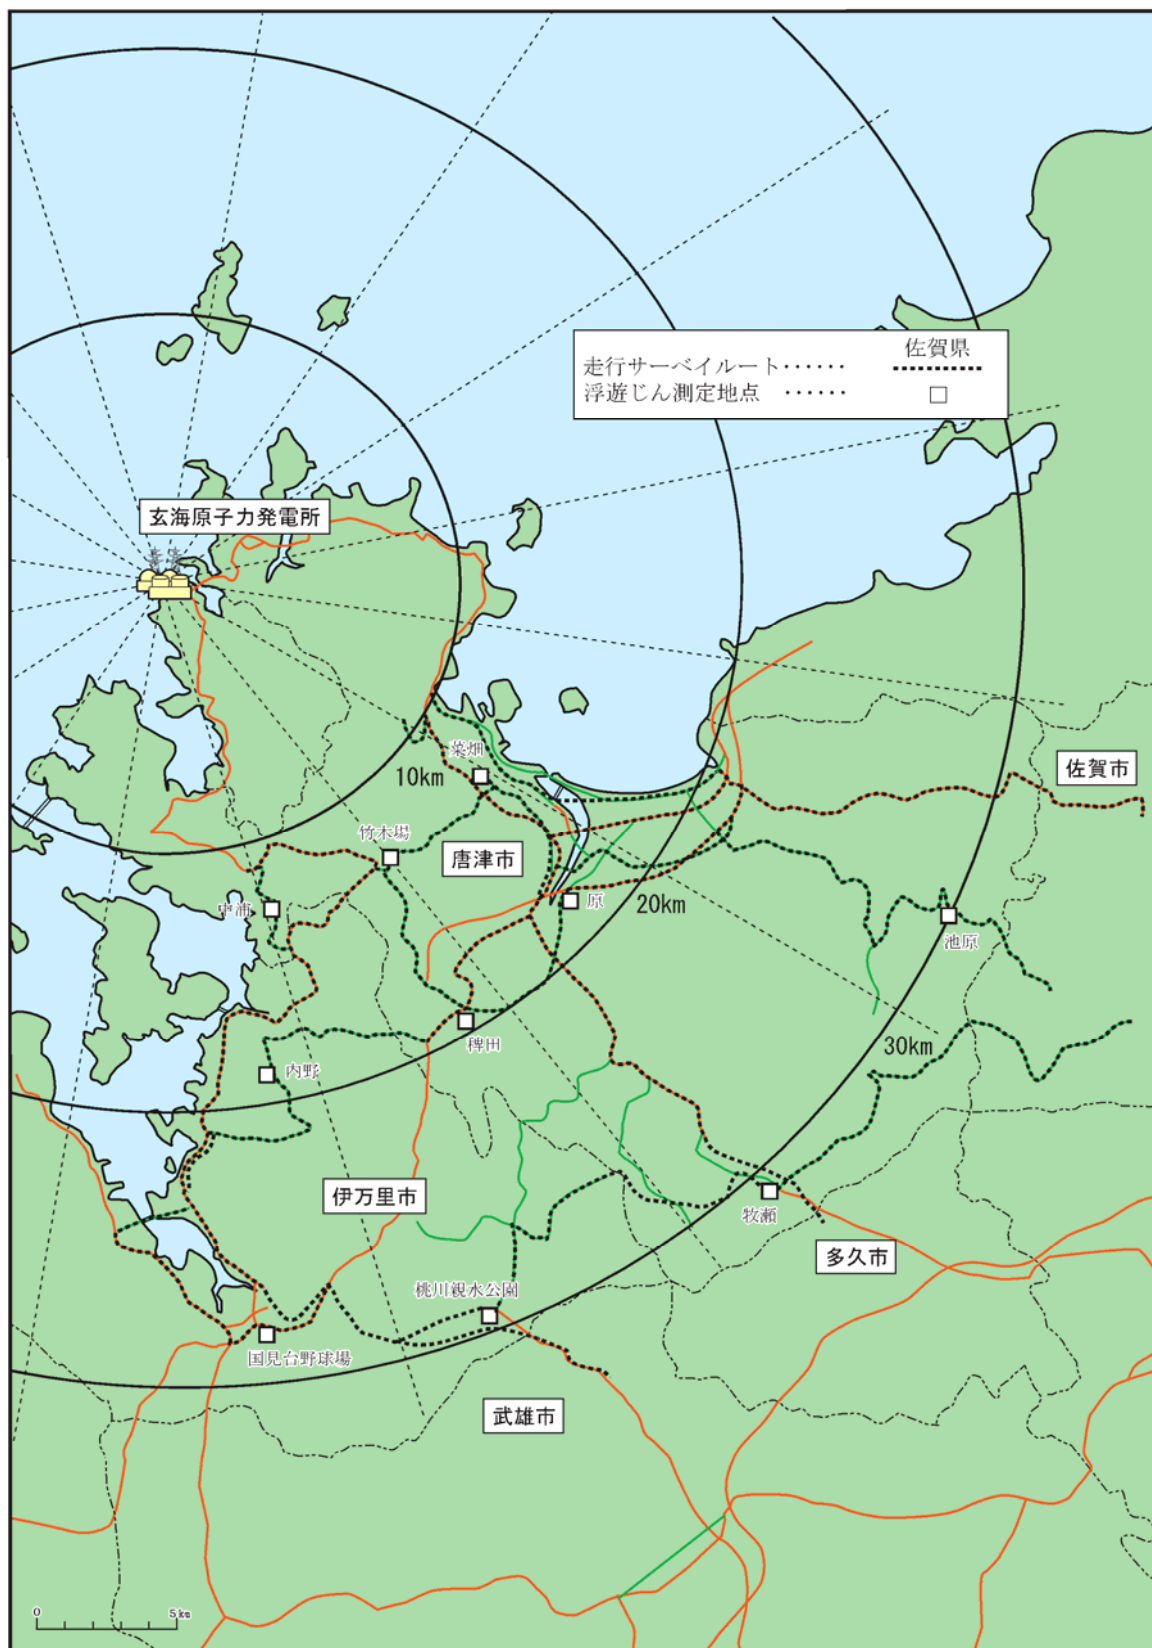 佐賀県
走行サーベイルート・・・・・・
浮遊じん測定地点 ・・・・・・ □
玄海原子力発電所
菜畑
10km
佐賀市
竹木場
唐津市
中浦
原
20km
池原
稗田
30km
内野
伊万里市
牧瀬
多久市
桃川親水公園
国見台野球場
武雄市
0 5km